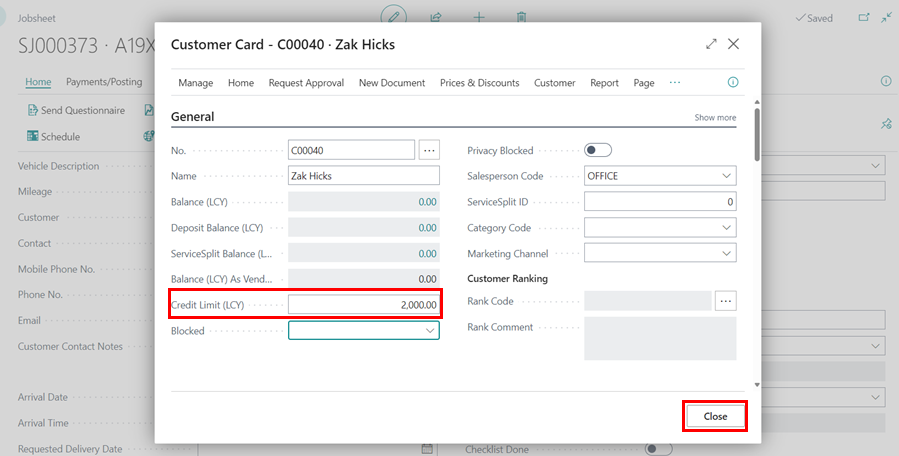 Jobsheet
Saved
SJ000373 · A19X
Home Payments/Posting
Send Questionnaire
Schedule
Vehicle Description
Mileage
Customer
Contact
Mobile Phone No.
Phone No.
Email
Customer Contact Notes
Arrival Date
Arrival Time
Requested Delivery Date
Checklist Done
Customer Card - C00040 · Zak Hicks
Manage Home Request Approval New Document Prices & Discounts Customer Report Page ···
General
Show more
No. C00040 ···
Name Zak Hicks
Balance (LCY) 0.00
Deposit Balance (LCY) 0.00
ServiceSplit Balance (L... 0.00
Balance (LCY) As Vend... 0.00
Credit Limit (LCY) 2,000.00
Blocked
Privacy Blocked
Salesperson Code OFFICE
ServiceSplit ID 0
Category Code
Marketing Channel
Customer Ranking
Rank Code ···
Rank Comment
Close